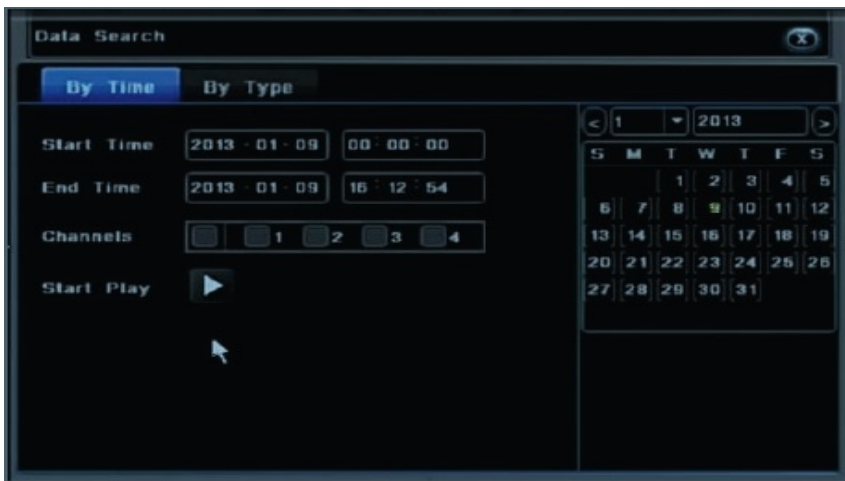 Data Search X
By Time By Type
Start Time 2013 - 01 - 09 00 : 00 : 00
End Time 2013 - 01 - 09 16 : 12 : 54
Channels 1 2 3 4
Start Play
< 1 2013 >
S M T W T F S
1 2 3 4 5
6 7 8 9 10 11 12
13 14 15 16 17 18 19
20 21 22 23 24 25 26
27 28 29 30 31